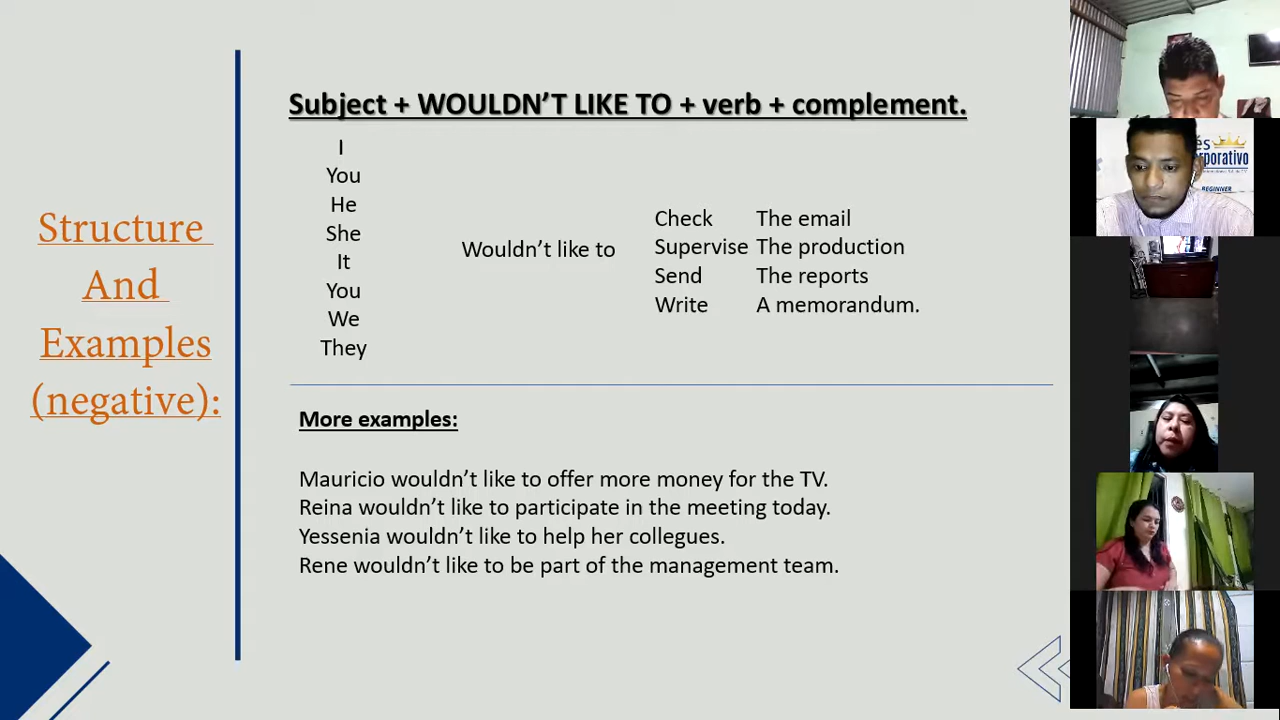 Subject + WOULDN'T LIKE TO + verb + complement.
Structure
And
Examples
(negative):
I
You
He
She
It
You
We
They
Wouldn't like to
Check The email
Supervise The production
Send The reports
Write A memorandum.
More examples:
Mauricio wouldn't like to offer more money for the TV.
Reina wouldn't like to participate in the meeting today.
Yessenia wouldn't like to help her collegues.
Rene wouldn't like to be part of the management team.
és
rporativo
BEGINNER